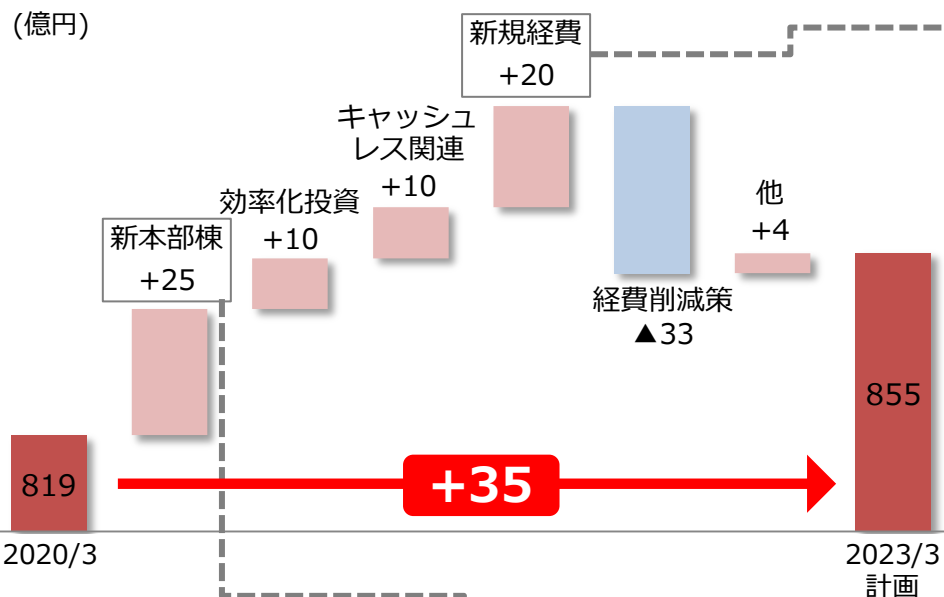 (億円)
新規経費
+20
キャッシュ
レス関連
+10
効率化投資
+10
新本部棟
+25
他
+4
経費削減策
▲33
855
819
+35
2020/3
2023/3
計画